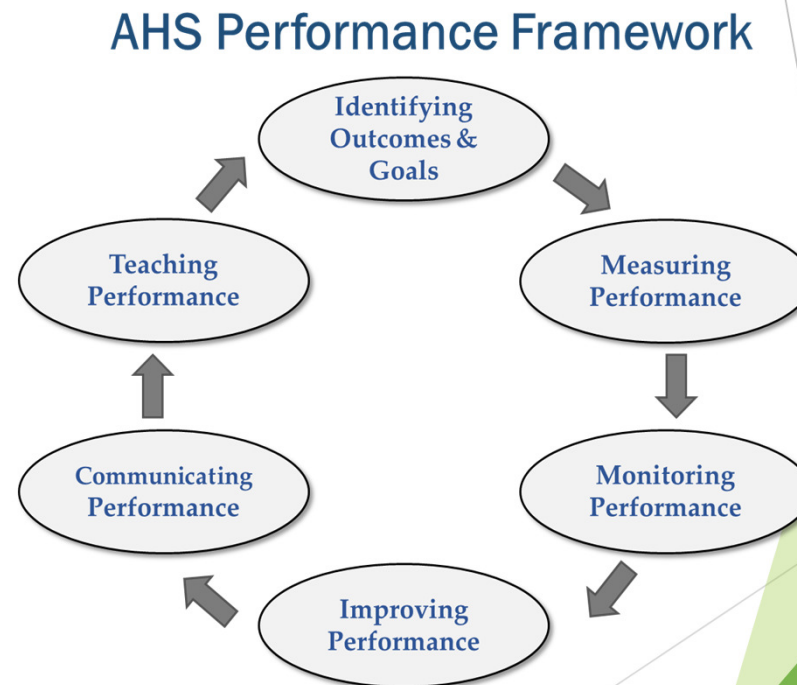 AHS Performance Framework
Identifying
Outcomes &
Goals
Measuring
Performance
Monitoring
Performance
Improving
Performance
Communicating
Performance
Teaching
Performance